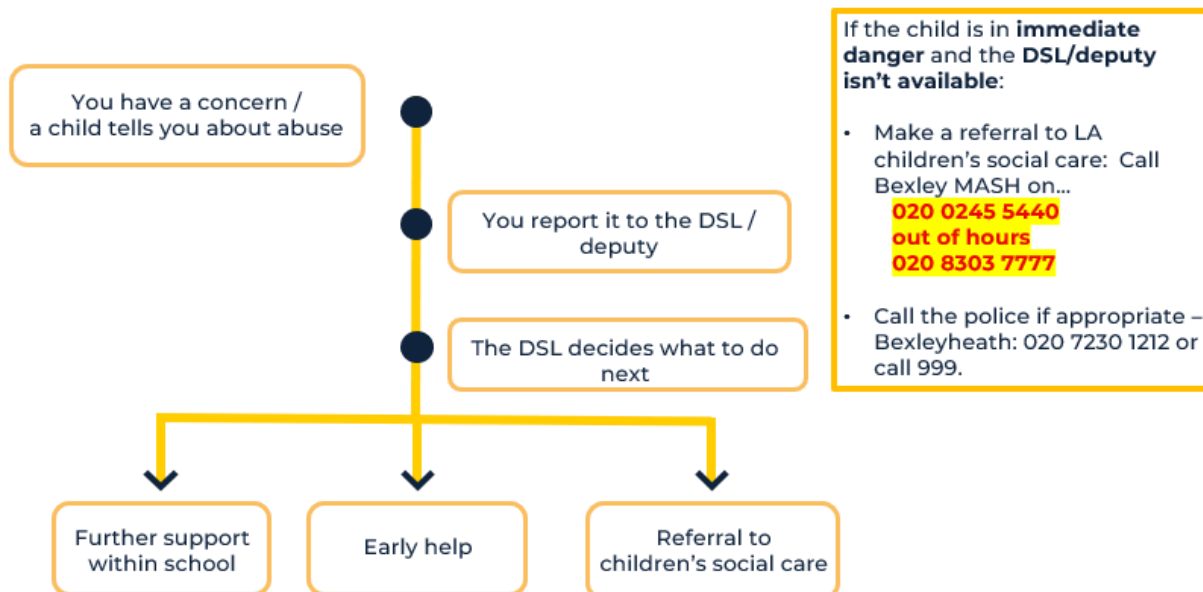 You have a concern /
a child tells you about abuse
You report it to the DSL /
deputy
The DSL decides what to do
next
Further support
within school
Early help
Referral to
children's social care
If the child is in immediate
danger and the DSL/deputy
isn't available:
• Make a referral to LA
children's social care:  Call
Bexley MASH on...
020 0245 5440
out of hours
020 8303 7777
• Call the police if appropriate –
Bexleyheath: 020 7230 1212 or
call 999.